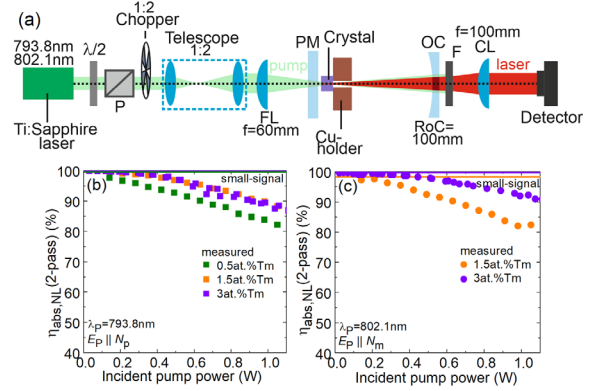 (a)
793.8nm
802.1nm
λ/2
1:2
Chopper
Telescope
1:2
P
Ti:Sapphire
laser
FL
f=60mm
pump
PM
Crystal
Cu-
holder
OC
RoC=
100mm
F
f=100mm
CL
laser
Detector
(b)
small-signal
measured
0.5at.%Tm
1.5at.%Tm
3at.%Tm
λP=793.8nm
EP || Np
ηabs,NL(2-pass) (%)
100
90
80
70
60
50
40
0.0 0.2 0.4 0.6 0.8 1.0
Incident pump power (W)
(c)
small-signal
measured
1.5at.%Tm
3at.%Tm
λP=802.1nm
EP || Nm
ηabs,NL(2-pass) (%)
100
90
80
70
60
50
40
0.0 0.2 0.4 0.6 0.8 1.0
Incident pump power (W)